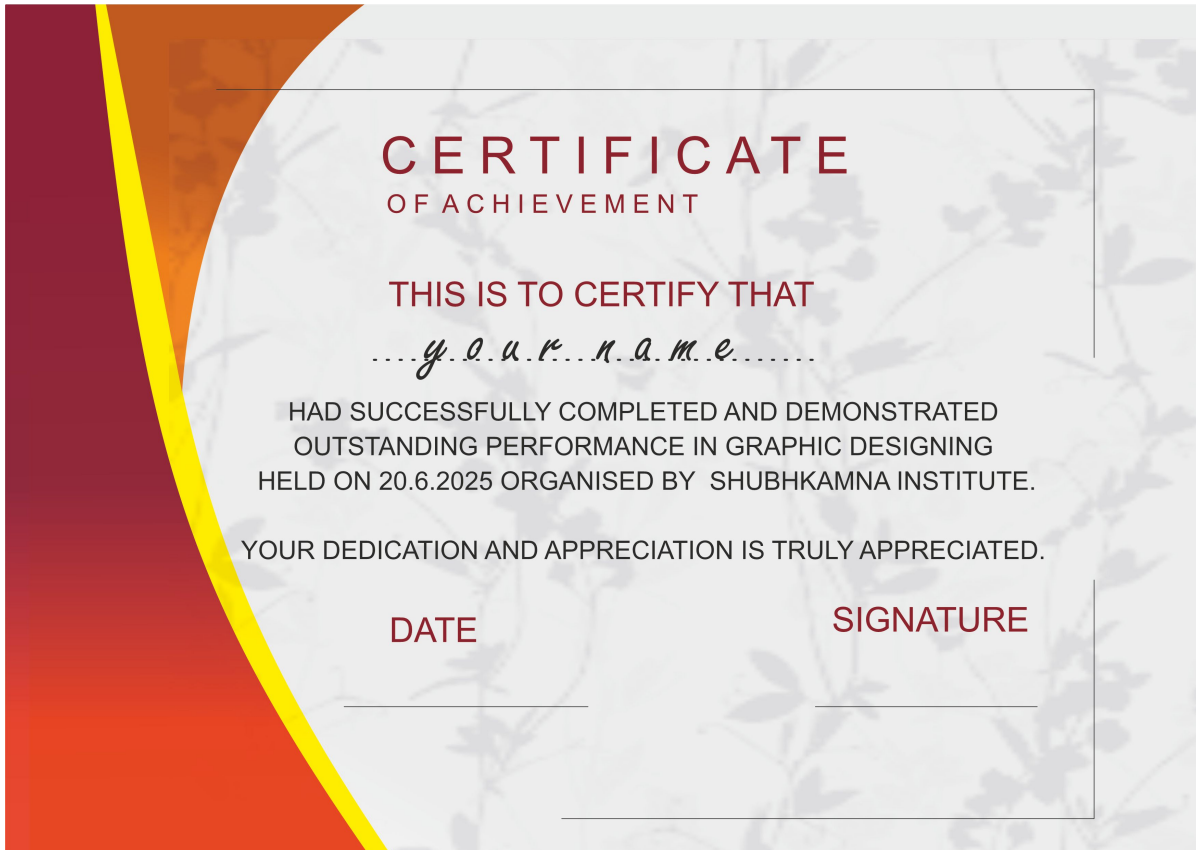 CERTIFICATE
OF ACHIEVEMENT
THIS IS TO CERTIFY THAT
....your name.......
HAD SUCCESSFULLY COMPLETED AND DEMONSTRATED
OUTSTANDING PERFORMANCE IN GRAPHIC DESIGNING
HELD ON 20.6.2025 ORGANISED BY SHUBHKAMNA INSTITUTE.
YOUR DEDICATION AND APPRECIATION IS TRULY APPRECIATED.
DATE
SIGNATURE